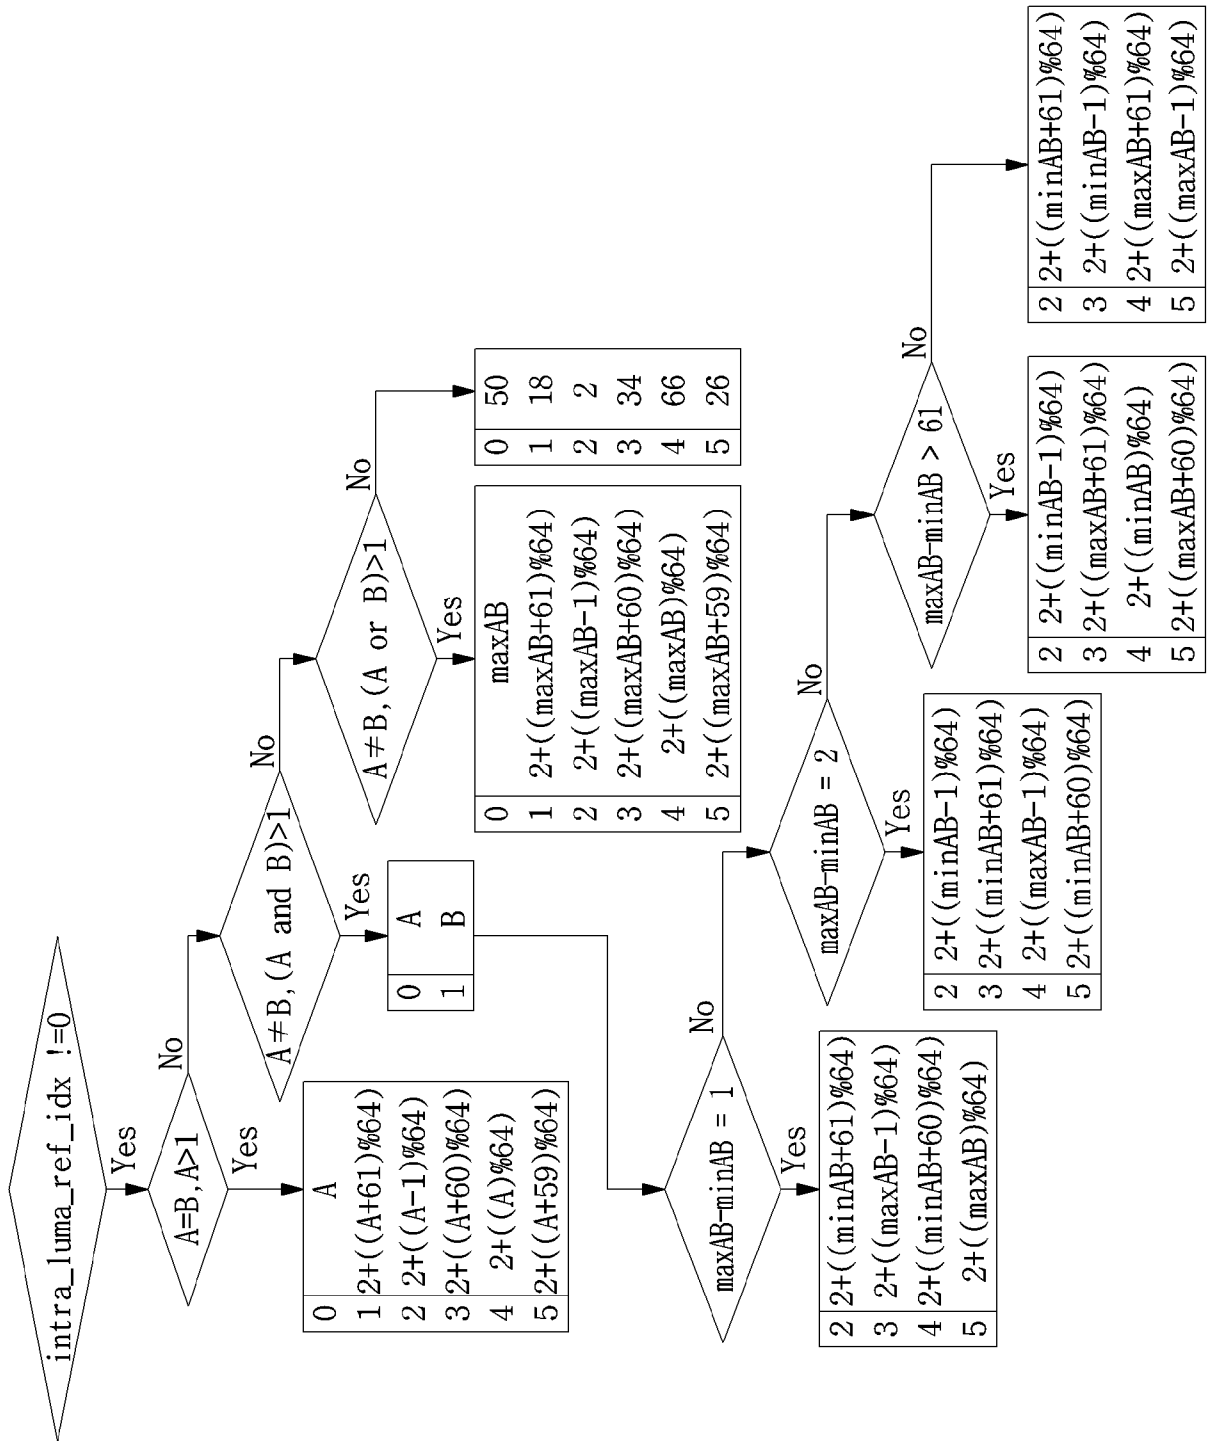 intra_luma_ref_idx !=0
Yes
A=B,A>1
No
Yes
0 A
1 2+((A+61)%64)
2 2+((A-1)%64)
3 2+((A+60)%64)
4 2+((A)%64)
5 2+((A+59)%64)
A≠B,(A and B)>1
No
Yes
0 A
1 B
A≠B,(A or B)>1
No
Yes
0 maxAB
1 2+((maxAB+61)%64)
2 2+((maxAB-1)%64)
3 2+((maxAB+60)%64)
4 2+((maxAB)%64)
5 2+((maxAB+59)%64)
0 50
1 18
2 2
3 34
4 66
5 26
maxAB-minAB = 1
No
Yes
2 2+((minAB+61)%64)
3 2+((maxAB-1)%64)
4 2+((minAB+60)%64)
5 2+((maxAB)%64)
maxAB-minAB = 2
No
Yes
2 2+((minAB-1)%64)
3 2+((minAB+61)%64)
4 2+((maxAB-1)%64)
5 2+((minAB+60)%64)
maxAB-minAB > 61
No
Yes
2 2+((minAB-1)%64)
3 2+((maxAB+61)%64)
4 2+((minAB)%64)
5 2+((maxAB+60)%64)
2 2+((minAB+61)%64)
3 2+((minAB-1)%64)
4 2+((maxAB+61)%64)
5 2+((maxAB-1)%64)